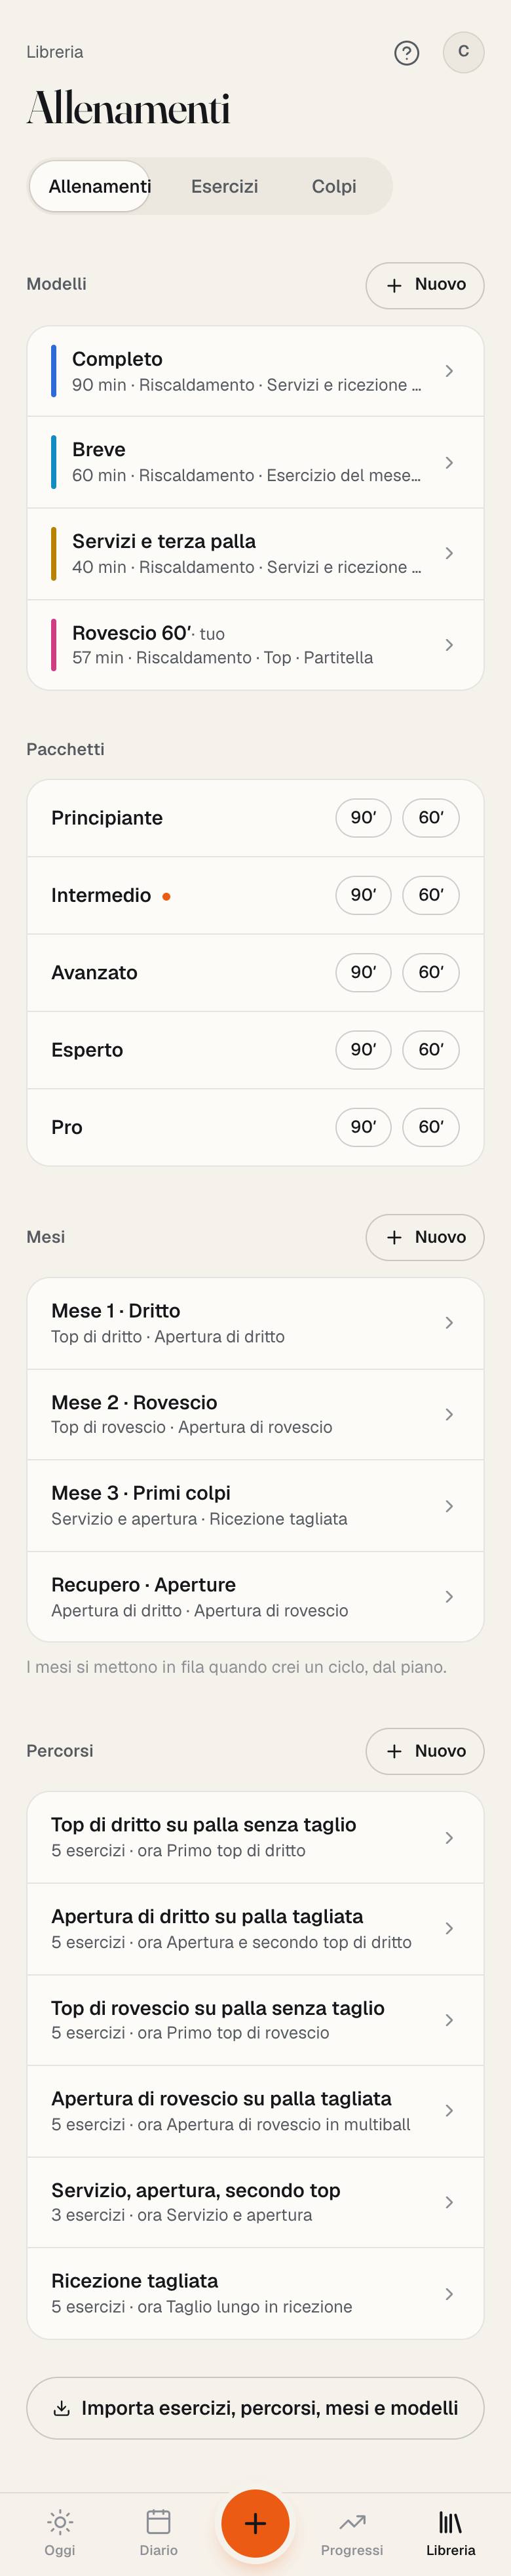 Libreria
C
Allenamenti
Allenamenti Esercizi Colpi
Modelli
+ Nuovo
Completo
90 min · Riscaldamento · Servizi e ricezione ...
Breve
60 min · Riscaldamento · Esercizio del mese...
Servizi e terza palla
40 min · Riscaldamento · Servizi e ricezione ...
Rovescio 60′ · tuo
57 min · Riscaldamento · Top · Partitella
Pacchetti
Principiante 90′ 60′
Intermedio 90′ 60′
Avanzato 90′ 60′
Esperto 90′ 60′
Pro 90′ 60′
Mesi
+ Nuovo
Mese 1 · Dritto
Top di dritto · Apertura di dritto
Mese 2 · Rovescio
Top di rovescio · Apertura di rovescio
Mese 3 · Primi colpi
Servizio e apertura · Ricezione tagliata
Recupero · Aperture
Apertura di dritto · Apertura di rovescio
I mesi si mettono in fila quando crei un ciclo, dal piano.
Percorsi
+ Nuovo
Top di dritto su palla senza taglio
5 esercizi · ora Primo top di dritto
Apertura di dritto su palla tagliata
5 esercizi · ora Apertura e secondo top di dritto
Top di rovescio su palla senza taglio
5 esercizi · ora Primo top di rovescio
Apertura di rovescio su palla tagliata
5 esercizi · ora Apertura di rovescio in multiball
Servizio, apertura, secondo top
3 esercizi · ora Servizio e apertura
Ricezione tagliata
5 esercizi · ora Taglio lungo in ricezione
Importa esercizi, percorsi, mesi e modelli
Oggi Diario Progressi Libreria